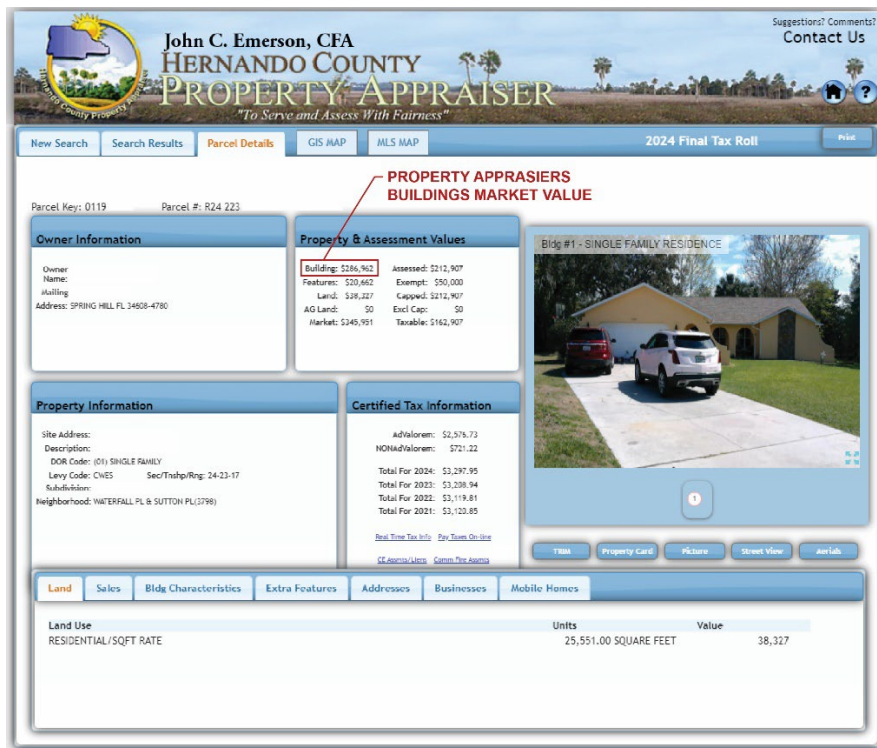 Suggestions? Comments?
Contact Us
John C. Emerson, CFA
HERNANDO COUNTY
PROPERTY APPRAISER
"To Serve and Assess With Fairness"
Hernando County Property Appraiser
New Search
Search Results
Parcel Details
GIS MAP
MLS MAP
2024 Final Tax Roll
Print
PROPERTY APPRASIERS
BUILDINGS MARKET VALUE
Parcel Key: 0119 Parcel #: R24 223
Owner Information
Owner
Name:
Mailing
Address: SPRING HILL FL 34608-4780
Property & Assessment Values
Building: $286,962 Assessed: $212,907
Features: $20,662 Exempt: $50,000
Land: $38,327 Capped: $212,907
AG Land: $0 Excl Cap: $0
Market: $345,951 Taxable: $162,907
Bldg #1 - SINGLE FAMILY RESIDENCE
1
Property Information
Site Address:
Description:
DOR Code: (01) SINGLE FAMILY
Levy Code: CWES Sec/Tnshp/Rng: 24-23-17
Subdivision:
Neighborhood: WATERFALL PL & SUTTON PL(3798)
Certified Tax Information
AdValorem: $2,576.73
NONAdValorem: $721.22
Total For 2024: $3,297.95
Total For 2023: $3,208.94
Total For 2022: $3,119.81
Total For 2021: $3,120.85
Real Time Tax Info Pay Taxes On-line
CE Assmts/Liens Comm Fire Assmts
TRIM
Property Card
Picture
Street View
Aerials
Land
Sales
Bldg Characteristics
Extra Features
Addresses
Businesses
Mobile Homes
Land Use Units Value
RESIDENTIAL/SQFT RATE 25,551.00 SQUARE FEET 38,327